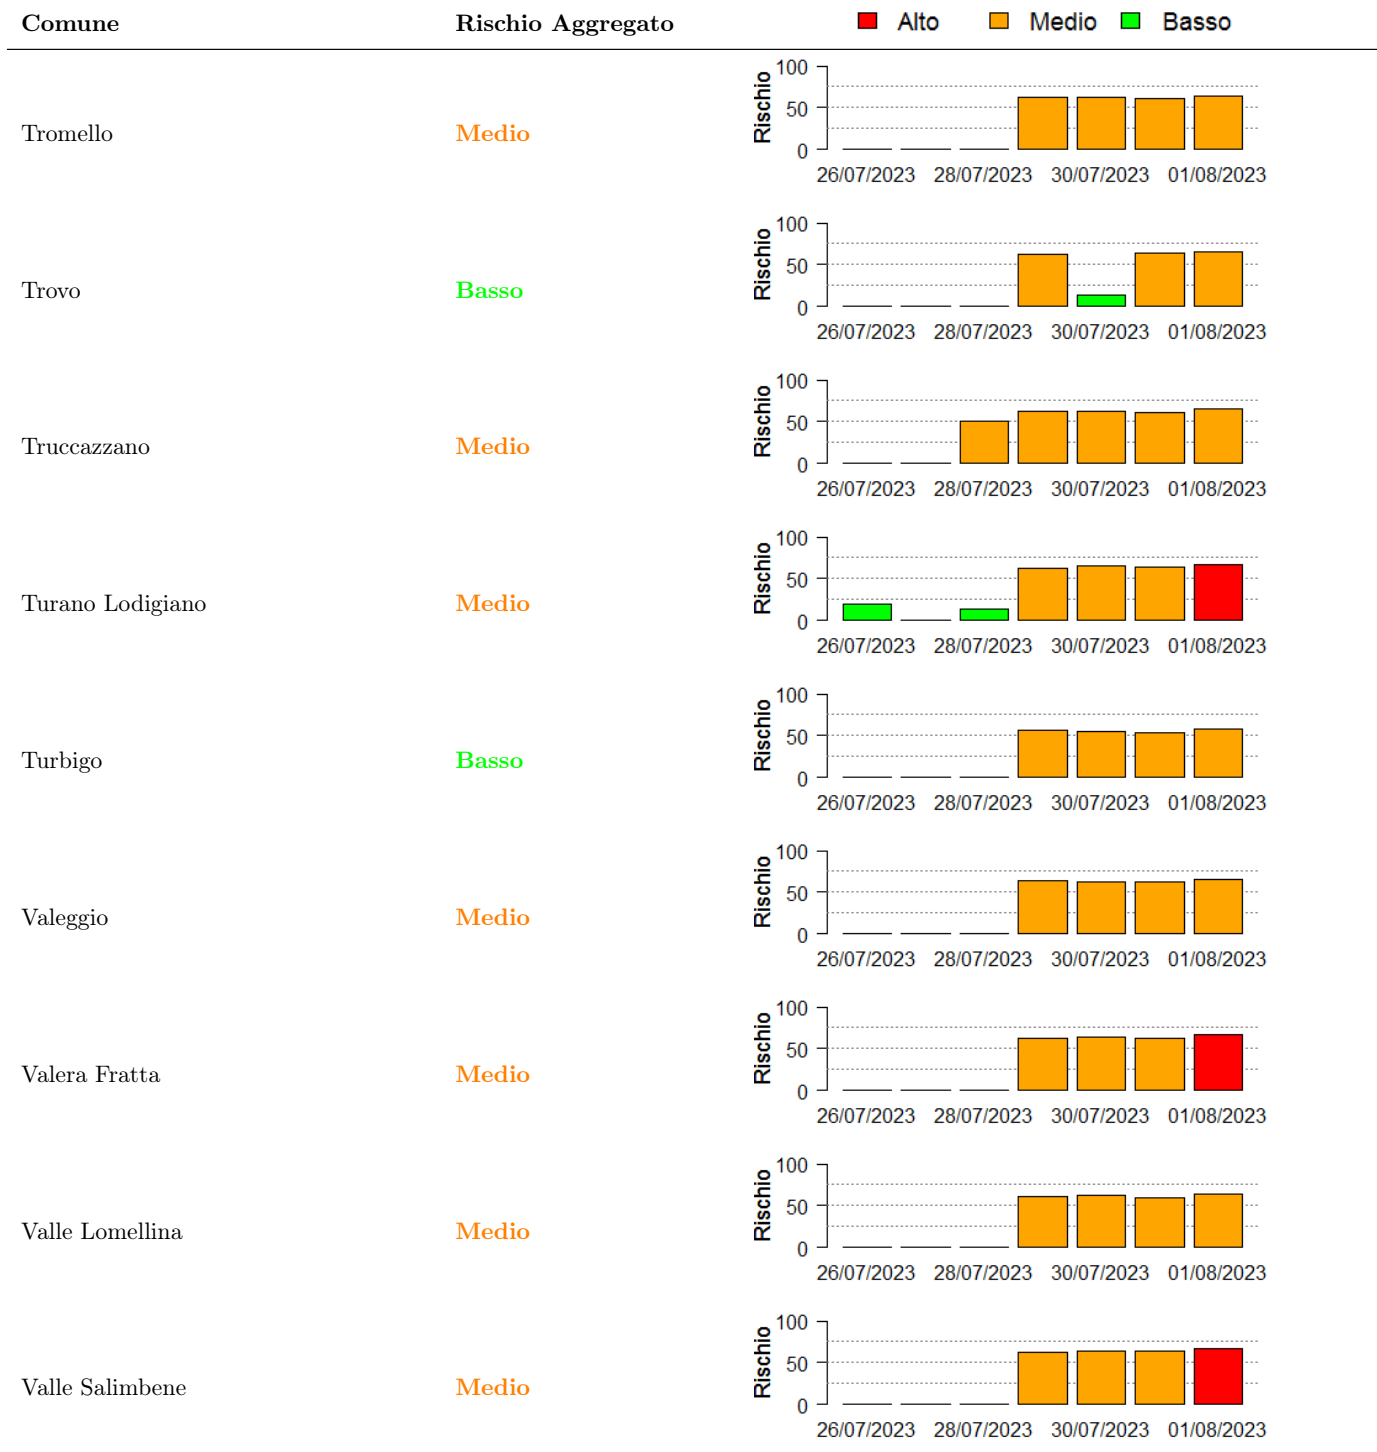 Comune Rischio Aggregato Alto Medio Basso
100
50
0
Rischio
Tromello Medio
26/07/2023 28/07/2023 30/07/2023 01/08/2023
100
50
0
Rischio
Trovo Basso
26/07/2023 28/07/2023 30/07/2023 01/08/2023
100
50
0
Rischio
Truccazzano Medio
26/07/2023 28/07/2023 30/07/2023 01/08/2023
100
50
0
Rischio
Turano Lodigiano Medio
26/07/2023 28/07/2023 30/07/2023 01/08/2023
100
50
0
Rischio
Turbigo Basso
26/07/2023 28/07/2023 30/07/2023 01/08/2023
100
50
0
Rischio
Valeggio Medio
26/07/2023 28/07/2023 30/07/2023 01/08/2023
100
50
0
Rischio
Valera Fratta Medio
26/07/2023 28/07/2023 30/07/2023 01/08/2023
100
50
0
Rischio
Valle Lomellina Medio
26/07/2023 28/07/2023 30/07/2023 01/08/2023
100
50
0
Rischio
Valle Salimbene Medio
26/07/2023 28/07/2023 30/07/2023 01/08/2023